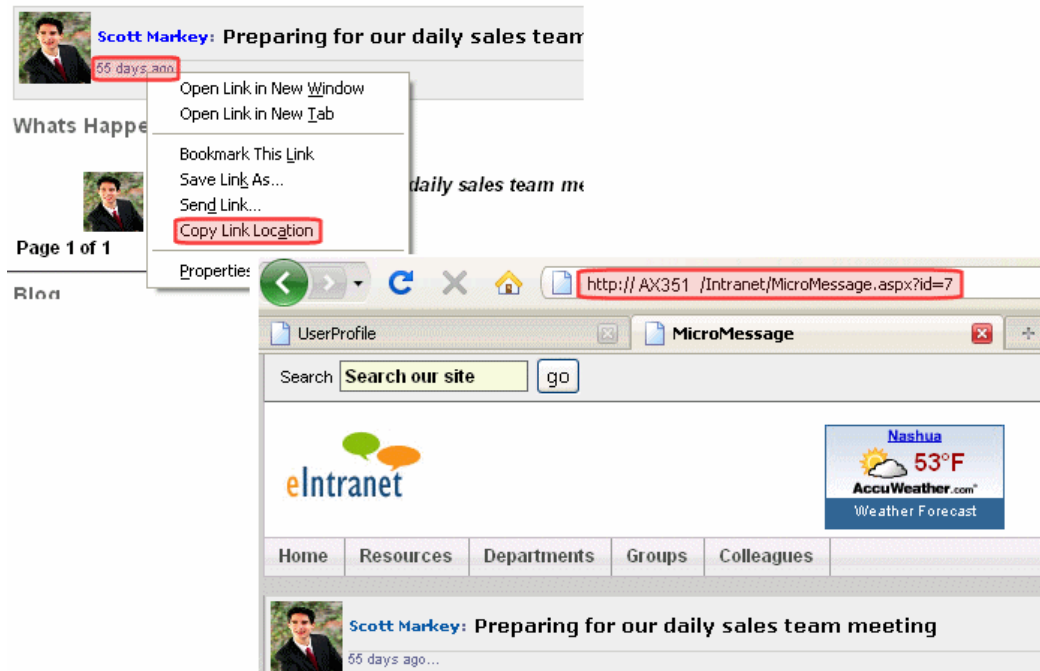 Scott Markey: Preparing for our daily sales team
55 days ago
Open Link in New Window
Open Link in New Tab
Whats Happe
Bookmark This Link
Save Link As...
daily sales team me
Send Link...
Copy Link Location
Page 1 of 1
Properties
Blog
http:// AX351 /Intranet/MicroMessage.aspx?id=7
UserProfile
MicroMessage
Search Search our site go
Nashua
53°F
eIntranet
AccuWeather.com
Weather Forecast
Home Resources Departments Groups Colleagues
Scott Markey: Preparing for our daily sales team meeting
55 days ago...